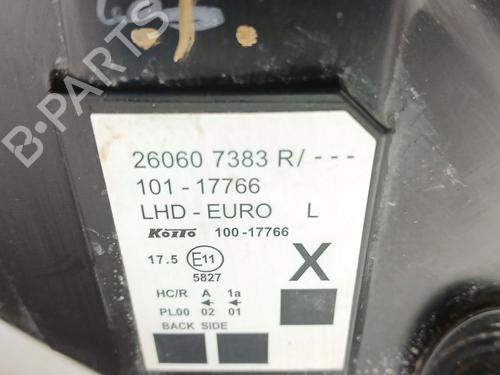 26060 7383 R/ ---
101 - 17766
LHD - EURO L
Koito 100 -17766
17.5 E11 X
5827
HC/R A 1a
PL00 02 01
BACK SIDE
B-PARTS